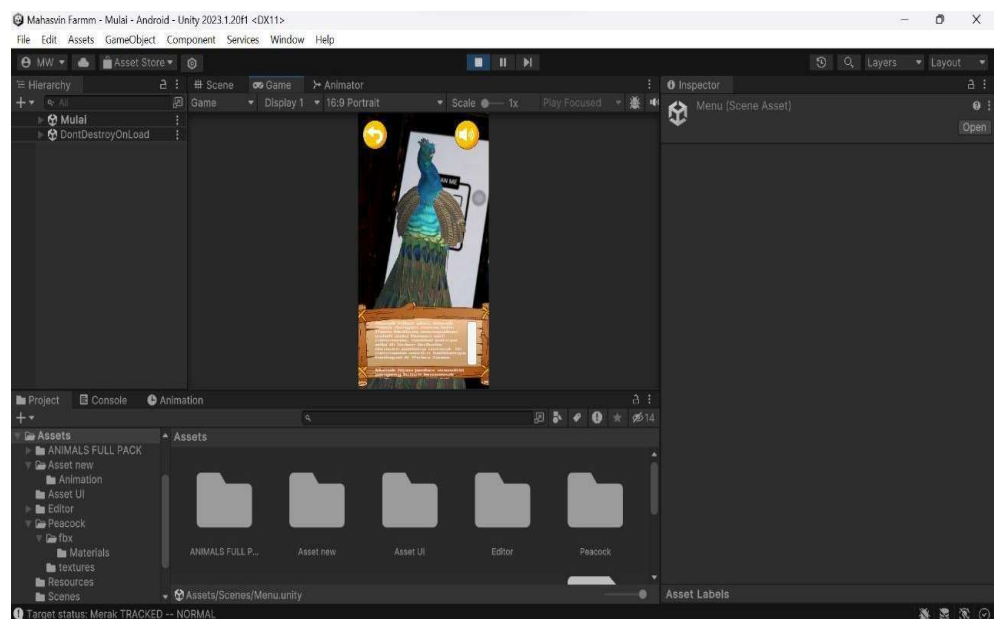 Mahasvin Farmm - Mulai - Android - Unity 2023.1.20f1 <DX11>
File Edit Assets GameObject Component Services Window Help
MW Asset Store Layers Layout
Hierarchy Scene Game Animator Inspector
All Game Display 1 16:9 Portrait Scale 1x Play Focused Menu (Scene Asset)
Mulai
DontDestroyOnLoad
Open
AN ME
Project Console Animation
14
Assets Assets
ANIMALS FULL PACK
Asset new
Animation
Asset UI
Editor
Peacock
fbx
Materials
textures
Resources
Scenes
ANIMALS FULL P... Asset new Asset UI Editor Peacock
Assets/Scenes/Menu.unity Asset Labels
Target status: Merak TRACKED -- NORMAL